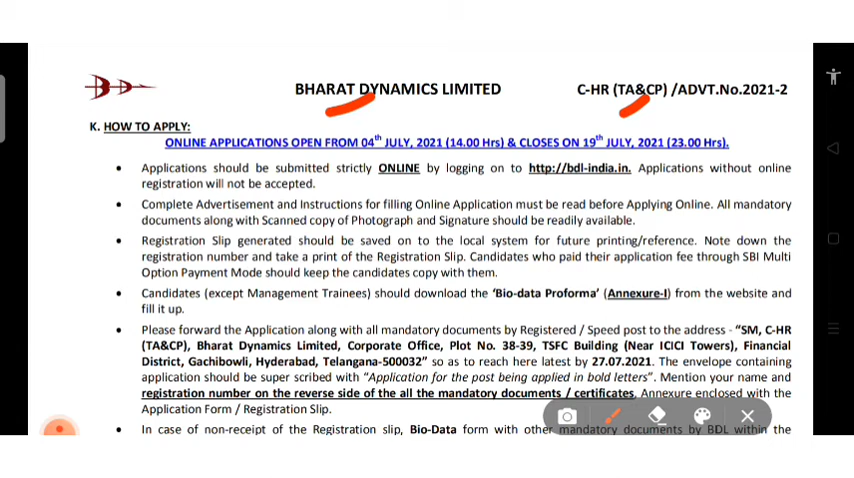 BHARAT DYNAMICS LIMITED
C-HR (TA&CP) /ADVT.No.2021-2
K. HOW TO APPLY:
ONLINE APPLICATIONS OPEN FROM 04th JULY, 2021 (14.00 Hrs) & CLOSES ON 19th JULY, 2021 (23.00 Hrs).
• Applications should be submitted strictly ONLINE by logging on to http://bdl-india.in. Applications without online
registration will not be accepted.
• Complete Advertisement and Instructions for filling Online Application must be read before Applying Online. All mandatory
documents along with Scanned copy of Photograph and Signature should be readily available.
• Registration Slip generated should be saved on to the local system for future printing/reference. Note down the
registration number and take a print of the Registration Slip. Candidates who paid their application fee through SBI Multi
Option Payment Mode should keep the candidates copy with them.
• Candidates (except Management Trainees) should download the ‘Bio-data Proforma’ (Annexure-I) from the website and
fill it up.
• Please forward the Application along with all mandatory documents by Registered / Speed post to the address - “SM, C-HR
(TA&CP), Bharat Dynamics Limited, Corporate Office, Plot No. 38-39, TSFC Building (Near ICICI Towers), Financial
District, Gachibowli, Hyderabad, Telangana-500032” so as to reach here latest by 27.07.2021. The envelope containing
application should be super scribed with “Application for the post being applied in bold letters”. Mention your name and
registration number on the reverse side of the all the mandatory documents / certificates, Annexure enclosed with the
Application Form / Registration Slip.
• In case of non-receipt of the Registration slip, Bio-Data form with other mandatory documents by BDL within the